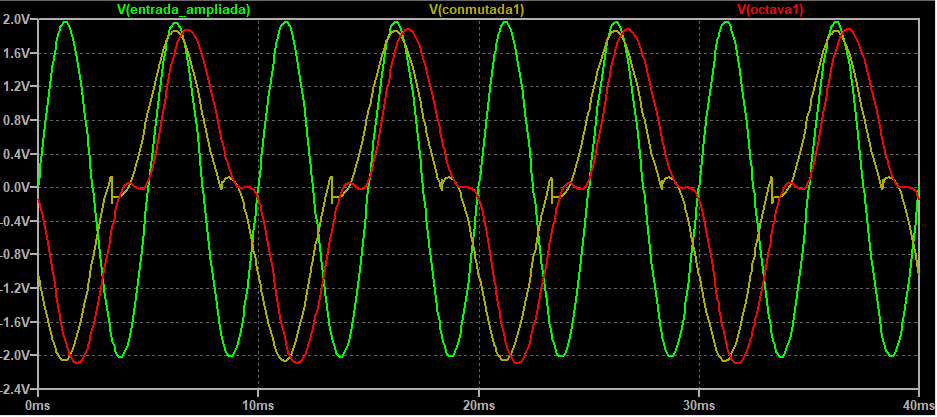 V(entrada_ampliada) V(conmutada1) V(octava1)
2.0V
1.6V
1.2V
0.8V
0.4V
0.0V
-0.4V
-0.8V
-1.2V
-1.6V
-2.0V
-2.4V
0ms 10ms 20ms 30ms 40ms